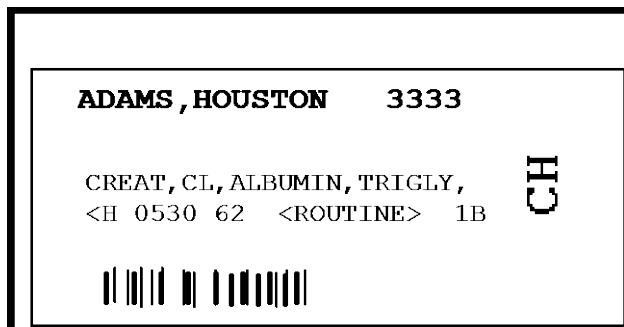 ADAMS,HOUSTON 3333
CREAT,CL,ALBUMIN,TRIGLY,
<H 0530 62 <ROUTINE> 1B
CH